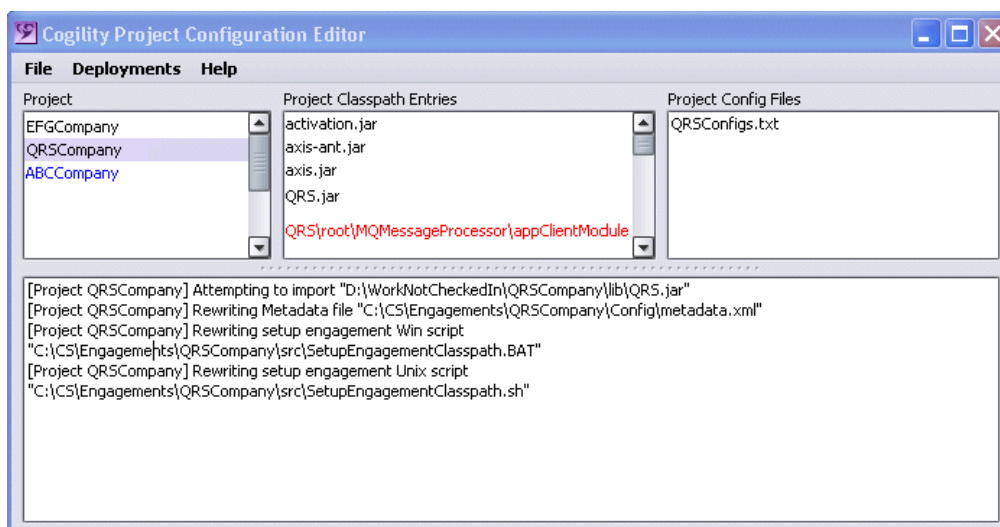 Cogility Project Configuration Editor
File Deployments Help
Project
EFGCompany
QRSCompany
ABCCompany
Project Classpath Entries
activation.jar
axis-ant.jar
axis.jar
QRS.jar
QRS\root\MQMessageProcessor\appClientModule
Project Config Files
QRSConfigs.txt
[Project QRSCompany] Attempting to import "D:\WorkNotCheckedIn\QRSCompany\lib\QRS.jar"
[Project QRSCompany] Rewriting Metadata file "C:\CS\Engagements\QRSCompany\Config\metadata.xml"
[Project QRSCompany] Rewriting setup engagement Win script
"C:\CS\Engagements\QRSCompany\src\SetupEngagementClasspath.BAT"
[Project QRSCompany] Rewriting setup engagement Unix script
"C:\CS\Engagements\QRSCompany\src\SetupEngagementClasspath.sh"